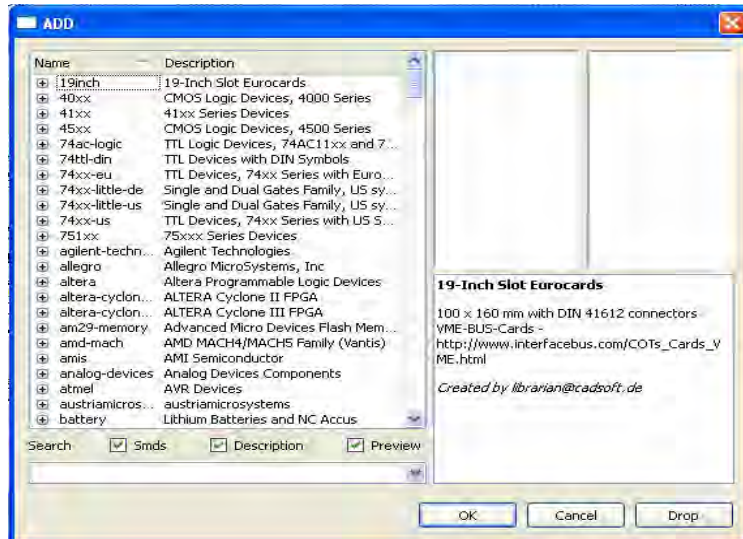 ADD
Name Description
19inch 19-Inch Slot Eurocards
40xx CMOS Logic Devices, 4000 Series
41xx 41xx Series Devices
45xx CMOS Logic Devices, 4500 Series
74ac-logic TTL Logic Devices, 74AC11xx and 7...
74ttl-din TTL Devices with DIN Symbols
74xx-eu TTL Devices, 74xx Series with Euro...
74xx-little-de Single and Dual Gates Family, US sy...
74xx-little-us Single and Dual Gates Family, US sy...
74xx-us TTL Devices, 74xx Series with US S...
751xx 75xxx Series Devices
agilent-techn... Agilent Technologies
allegro Allegro MicroSystems, Inc
altera Altera Programmable Logic Devices
altera-cyclon... ALTERA Cyclone II FPGA
altera-cyclon... ALTERA Cyclone III FPGA
am29-memory Advanced Micro Devices Flash Mem...
amd-mach AMD MACH4/MACH5 Family (Vantis)
amis AMI Semiconductor
analog-devices Analog Devices Components
atmel AVR Devices
austriamicros... austriamicrosystems
battery Lithium Batteries and NC Accus
Search Smds Description Preview
19-Inch Slot Eurocards
100 x 160 mm with DIN 41612 connectors -
VME-BUS-Cards -
http://www.interfacebus.com/COTs_Cards_V
ME.html
Created by librarian@cadsoft.de
OK Cancel Drop